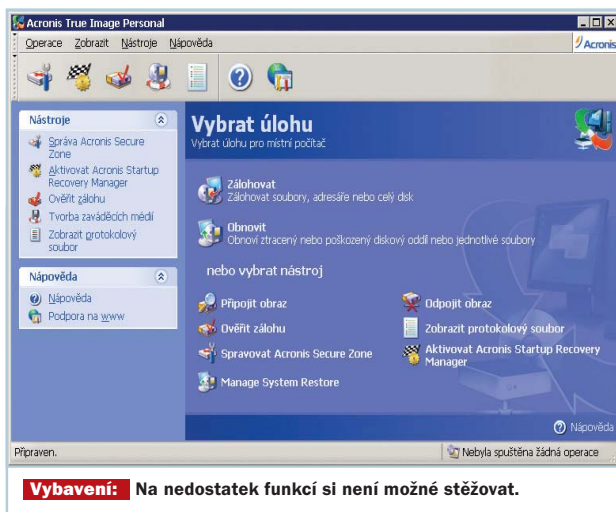 Acronis True Image Personal
Operace Zobrazit Nástroje Nápověda
Acronis
Nástroje
Správa Acronis Secure
Zone
Aktivovat Acronis Startup
Recovery Manager
Ověřit zálohu
Tvorba zaváděcích médií
Zobrazit protokolový
soubor
Nápověda
Nápověda
Podpora na www
Vybrat úlohu
Vybrat úlohu pro místní počítač
Zálohovat
Zálohovat soubory, adresáře nebo celý disk
Obnovit
Obnoví ztracený nebo poškozený diskový oddíl nebo jednotlivé soubory
nebo vybrat nástroj
Připojit obraz
Odpojit obraz
Ověřit zálohu
Zobrazit protokolový soubor
Spravovat Acronis Secure Zone
Aktivovat Acronis Startup Recovery
Manager
Manage System Restore
Nápověda
Připraven.
Nebyla spuštěna žádná operace
Vybavení: Na nedostatek funkcí si není možné stěžovat.